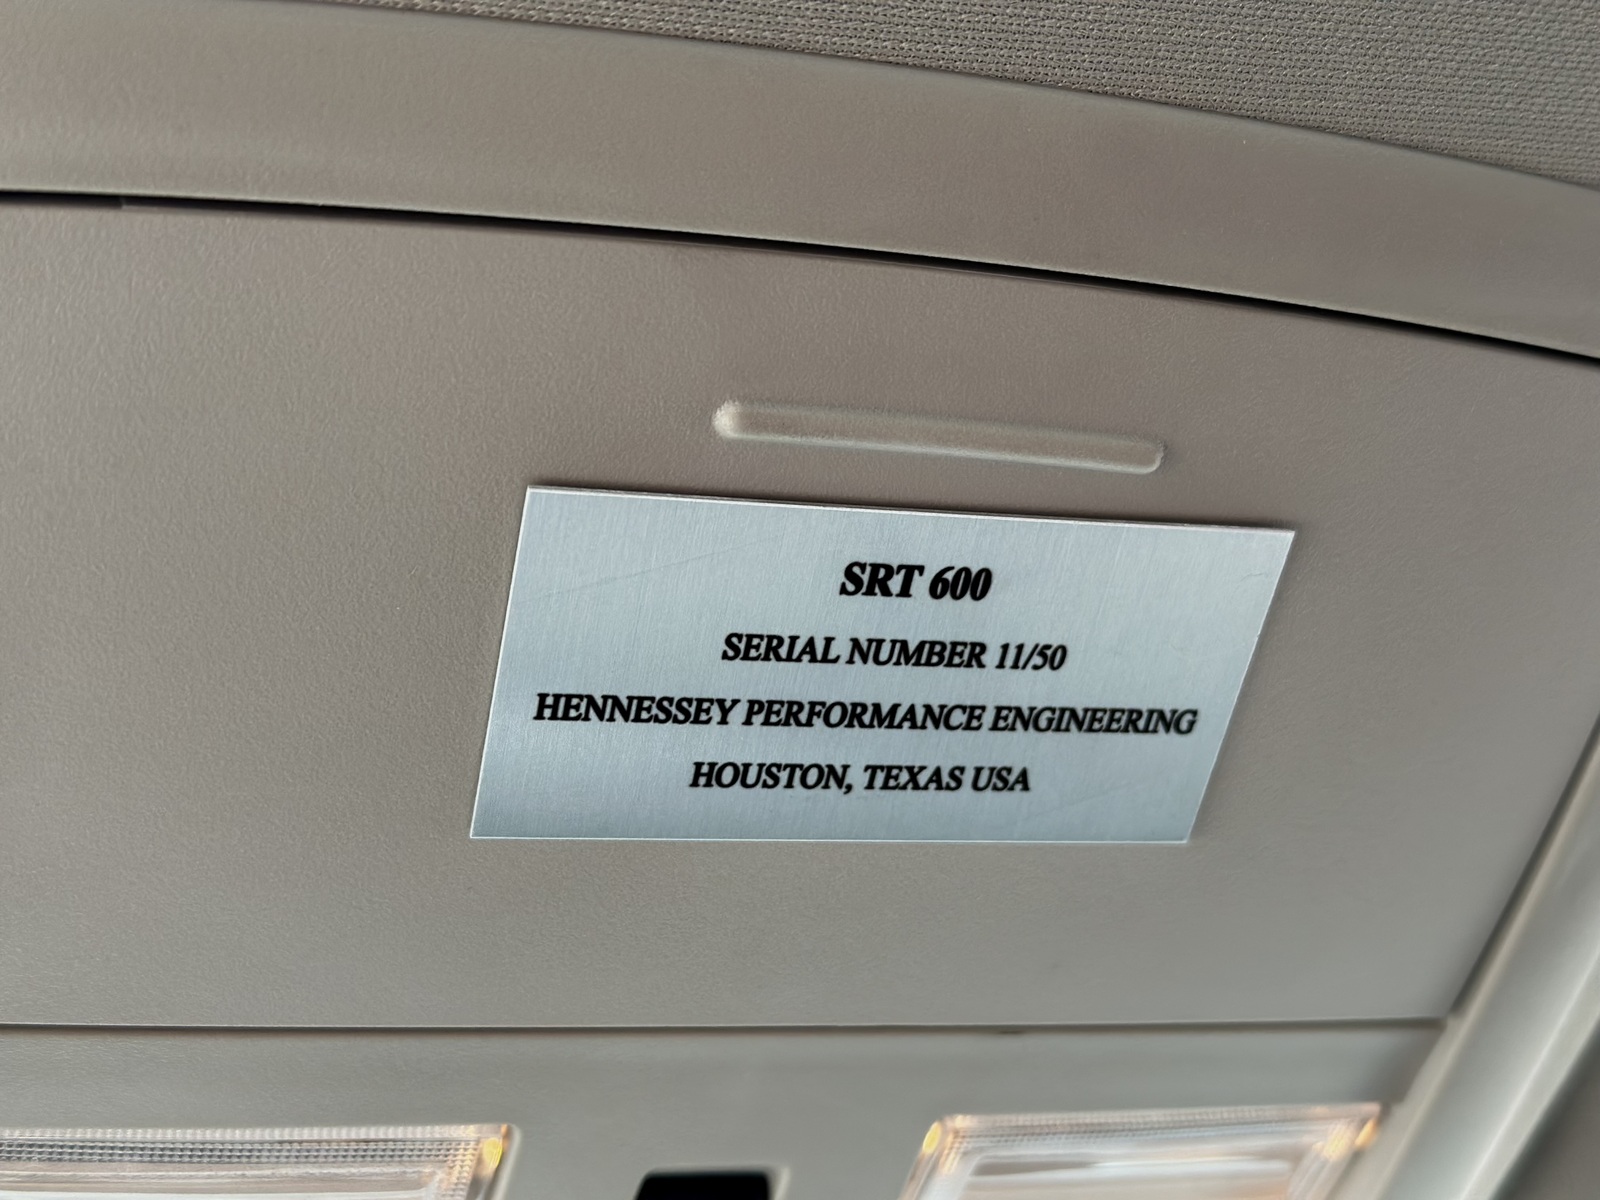 SRT 600
SERIAL NUMBER 11/50
HENNESSEY PERFORMANCE ENGINEERING
HOUSTON, TEXAS USA